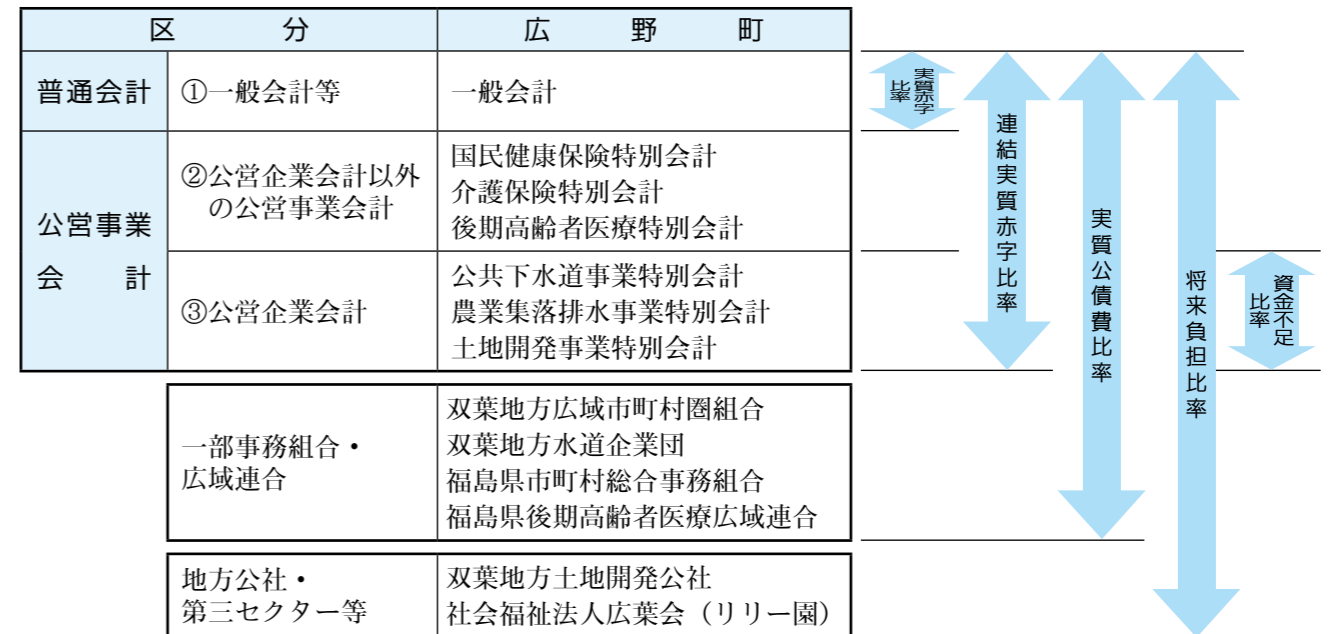 区分 広野町
普通会計 ①一般会計等 一般会計
公営事業会計
②公営企業会計以外
の公営事業会計
国民健康保険特別会計
介護保険特別会計
後期高齢者医療特別会計
③公営企業会計
公共下水道事業特別会計
農業集落排水事業特別会計
土地開発事業特別会計
一部事務組合・
広域連合
双葉地方広域市町村圏組合
双葉地方水道企業団
福島県市町村総合事務組合
福島県後期高齢者医療広域連合
地方公社・
第三セクター等
双葉地方土地開発公社
社会福祉法人広葉会（リリー園）
実質赤字
比率
連結実質赤字比率
実質公債費比率
将来負担比率
資金不足
比率